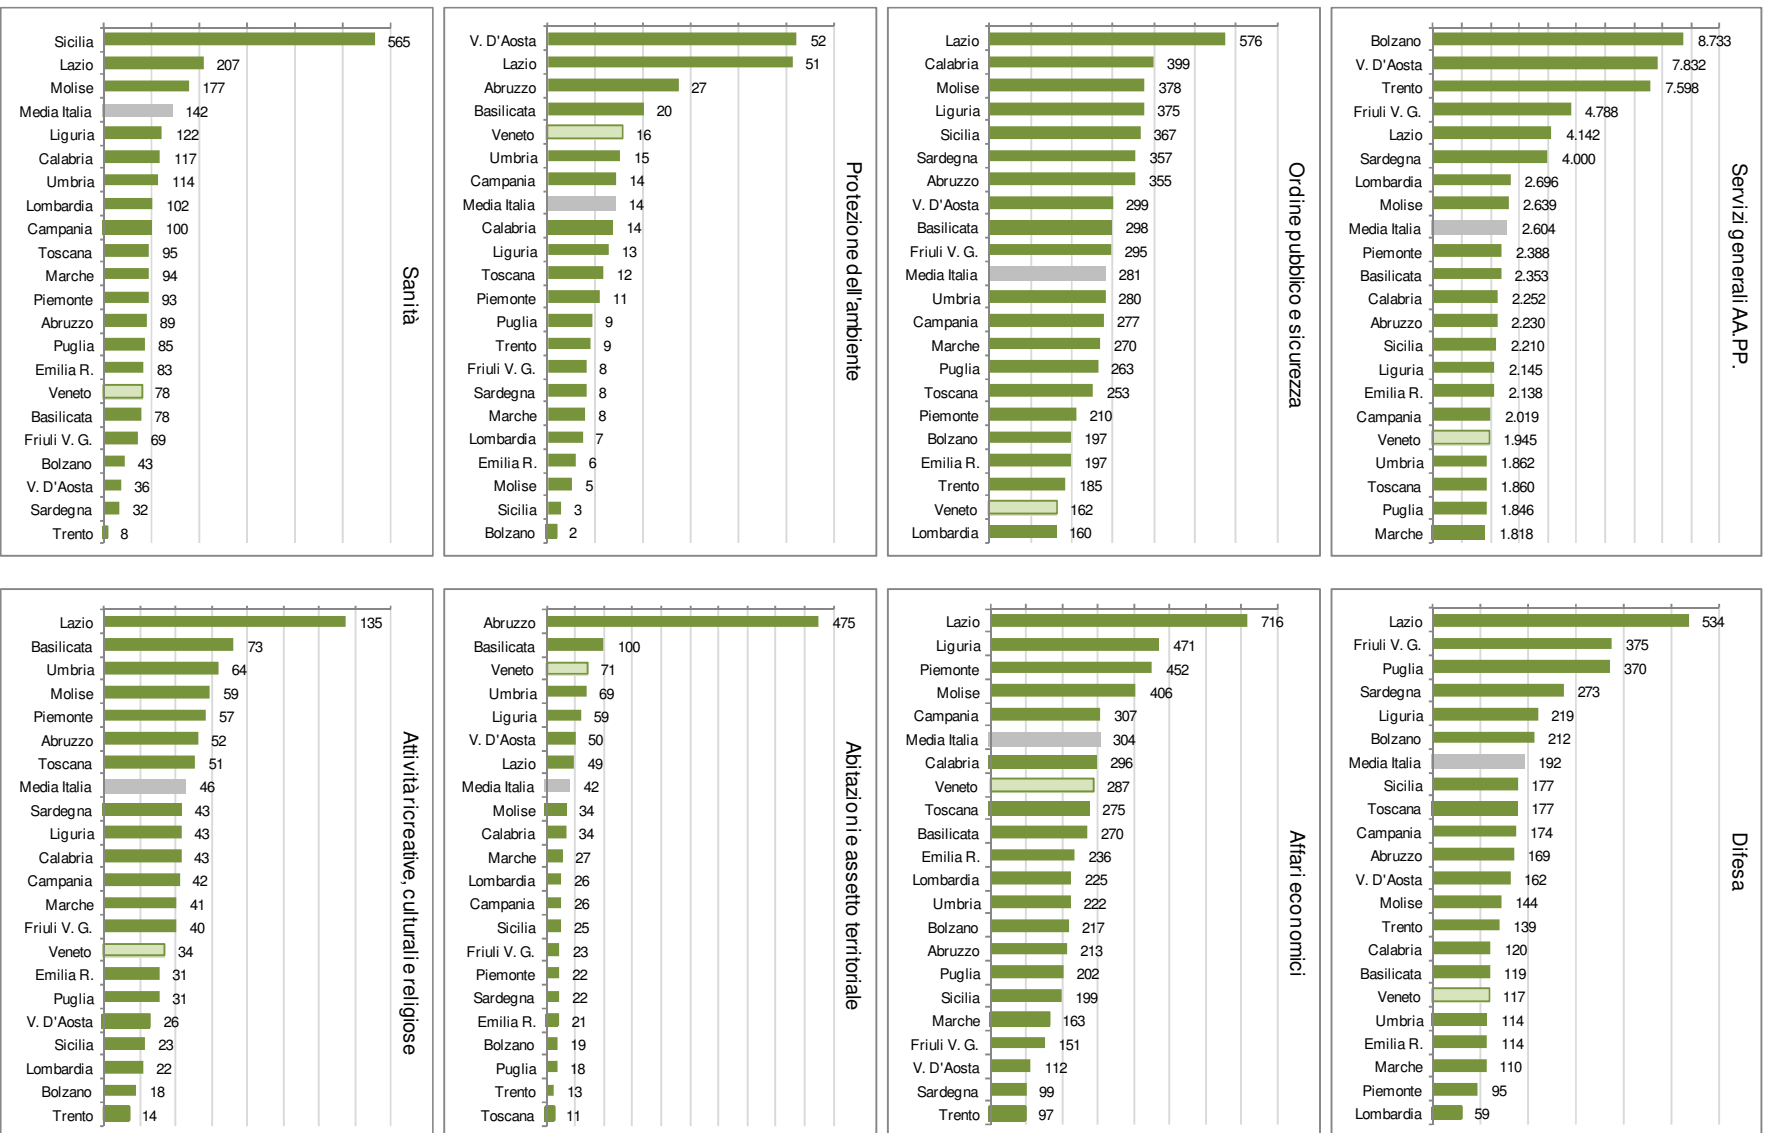 Sanità
Sicilia 565
Lazio 207
Molise 177
Media Italia 142
Liguria 122
Calabria 117
Umbria 114
Lombardia 102
Campania 100
Toscana 95
Marche 94
Piemonte 93
Abruzzo 89
Puglia 85
Emilia R. 83
Veneto 78
Basilicata 78
Friuli V. G. 69
Bolzano 43
V. D'Aosta 36
Sardegna 32
Trento 8
Protezione dell'ambiente
V. D'Aosta 52
Lazio 51
Abruzzo 27
Basilicata 20
Veneto 16
Umbria 15
Campania 14
Media Italia 14
Calabria 14
Liguria 13
Toscana 12
Piemonte 11
Puglia 9
Trento 9
Friuli V. G. 8
Sardegna 8
Marche 8
Lombardia 7
Emilia R. 6
Molise 5
Sicilia 3
Bolzano 2
Ordine pubblico e sicurezza
Lazio 576
Calabria 399
Molise 378
Liguria 375
Sicilia 367
Sardegna 357
Abruzzo 355
V. D'Aosta 299
Basilicata 298
Friuli V. G. 295
Media Italia 281
Umbria 280
Campania 277
Marche 270
Puglia 263
Toscana 253
Piemonte 210
Bolzano 197
Emilia R. 197
Trento 185
Veneto 162
Lombardia 160
Servizi generali AA.PP.
Bolzano 8.733
V. D'Aosta 7.832
Trento 7.598
Friuli V. G. 4.788
Lazio 4.142
Sardegna 4.000
Lombardia 2.696
Molise 2.639
Media Italia 2.604
Piemonte 2.388
Basilicata 2.353
Calabria 2.252
Abruzzo 2.230
Sicilia 2.210
Liguria 2.145
Emilia R. 2.138
Campania 2.019
Veneto 1.945
Umbria 1.862
Toscana 1.860
Puglia 1.846
Marche 1.818
Attività ricreative, culturali e religiose
Lazio 135
Basilicata 73
Umbria 64
Molise 59
Piemonte 57
Abruzzo 52
Toscana 51
Media Italia 46
Sardegna 43
Liguria 43
Calabria 43
Campania 42
Marche 41
Friuli V. G. 40
Veneto 34
Emilia R. 31
Puglia 31
V. D'Aosta 26
Sicilia 23
Lombardia 22
Bolzano 18
Trento 14
Abitazioni e assetto territoriale
Abruzzo 475
Basilicata 100
Veneto 71
Umbria 69
Liguria 59
V. D'Aosta 50
Lazio 49
Media Italia 42
Molise 34
Calabria 34
Marche 27
Lombardia 26
Campania 26
Sicilia 25
Friuli V. G. 23
Piemonte 22
Sardegna 22
Emilia R. 21
Bolzano 19
Puglia 18
Trento 13
Toscana 11
Affari economici
Lazio 716
Liguria 471
Piemonte 452
Molise 406
Campania 307
Media Italia 304
Calabria 296
Veneto 287
Toscana 275
Basilicata 270
Emilia R. 236
Lombardia 225
Umbria 222
Bolzano 217
Abruzzo 213
Puglia 202
Sicilia 199
Marche 163
Friuli V. G. 151
V. D'Aosta 112
Sardegna 99
Trento 97
Difesa
Lazio 534
Friuli V. G. 375
Puglia 370
Sardegna 273
Liguria 219
Bolzano 212
Media Italia 192
Sicilia 177
Toscana 177
Campania 174
Abruzzo 169
V. D'Aosta 162
Molise 144
Trento 139
Calabria 120
Basilicata 119
Veneto 117
Umbria 114
Emilia R. 114
Marche 110
Piemonte 95
Lombardia 59